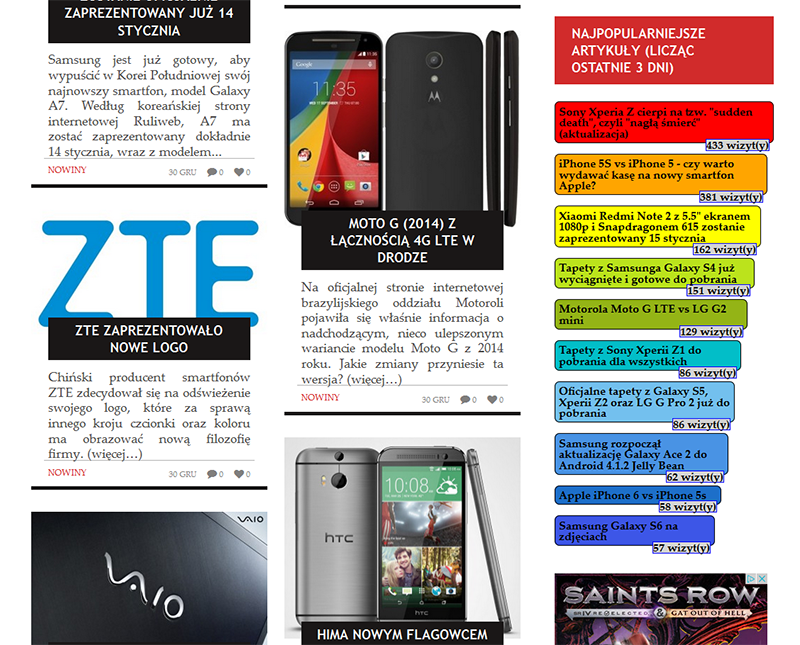 ZAPREZENTOWANY JUŻ 14
STYCZNIA
Samsung jest już gotowy, aby
wypuścić w Korei Południowej swój
najnowszy smartfon, model Galaxy
A7. Według koreańskiej strony
internetowej Ruliweb, A7 ma
zostać zaprezentowany dokładnie
14 stycznia, wraz z modelem...
NOWINY
30 GRU
0
0
ZTE
ZTE ZAPREZENTOWAŁO
NOWE LOGO
Chiński producent smartfonów
ZTE zdecydował się na odświeżenie
swojego logo, które za sprawą
innego kroju czcionki oraz koloru
ma obrazować nową filozofię
firmy. (więcej…)
NOWINY
30 GRU
0
0
VAIO
VAIO
Google
11:35
MOTO G (2014) Z
ŁĄCZNOŚCIĄ 4G LTE W
DRODZE
Na oficjalnej stronie internetowej
brazylijskiego oddziału Motoroli
pojawiła się właśnie informacja o
nadchodzącym, nieco ulepszonym
wariancie modelu Moto G z 2014
roku. Jakie zmiany przyniesie ta
wersja? (więcej…)
NOWINY
30 GRU
0
0
hTC
10:08
hTC
HIMA NOWYM FLAGOWCEM
NAJPOPULARNIEJSZE
ARTYKUŁY (LICZĄC
OSTATNIE 3 DNI)
Sony Xperia Z cierpi na tzw. "sudden
death", czyli "nagłą śmierć"
(aktualizacja)
433 wizyt(y)
iPhone 5S vs iPhone 5 - czy warto
wydawać kasę na nowy smartfon
Apple?
381 wizyt(y)
Xiaomi Redmi Note 2 z 5.5" ekranem
1080p i Snapdragonem 615 zostanie
zaprezentowany 15 stycznia
162 wizyt(y)
Tapety z Samsunga Galaxy S4 już
wyciągnięte i gotowe do pobrania
151 wizyt(y)
Motorola Moto G LTE vs LG G2
mini
129 wizyt(y)
Tapety z Sony Xperii Z1 do
pobrania dla wszystkich
86 wizyt(y)
Oficjalne tapety z Galaxy S5,
Xperii Z2 oraz LG G Pro 2 już do
pobrania
86 wizyt(y)
Samsung rozpoczął
aktualizację Galaxy Ace 2 do
Android 4.1.2 Jelly Bean
62 wizyt(y)
Apple iPhone 6 vs iPhone 5s
58 wizyt(y)
Samsung Galaxy S6 na
zdjęciach
57 wizyt(y)
SAINTS ROW
IV RE-ELECTED & GAT OUT OF HELL